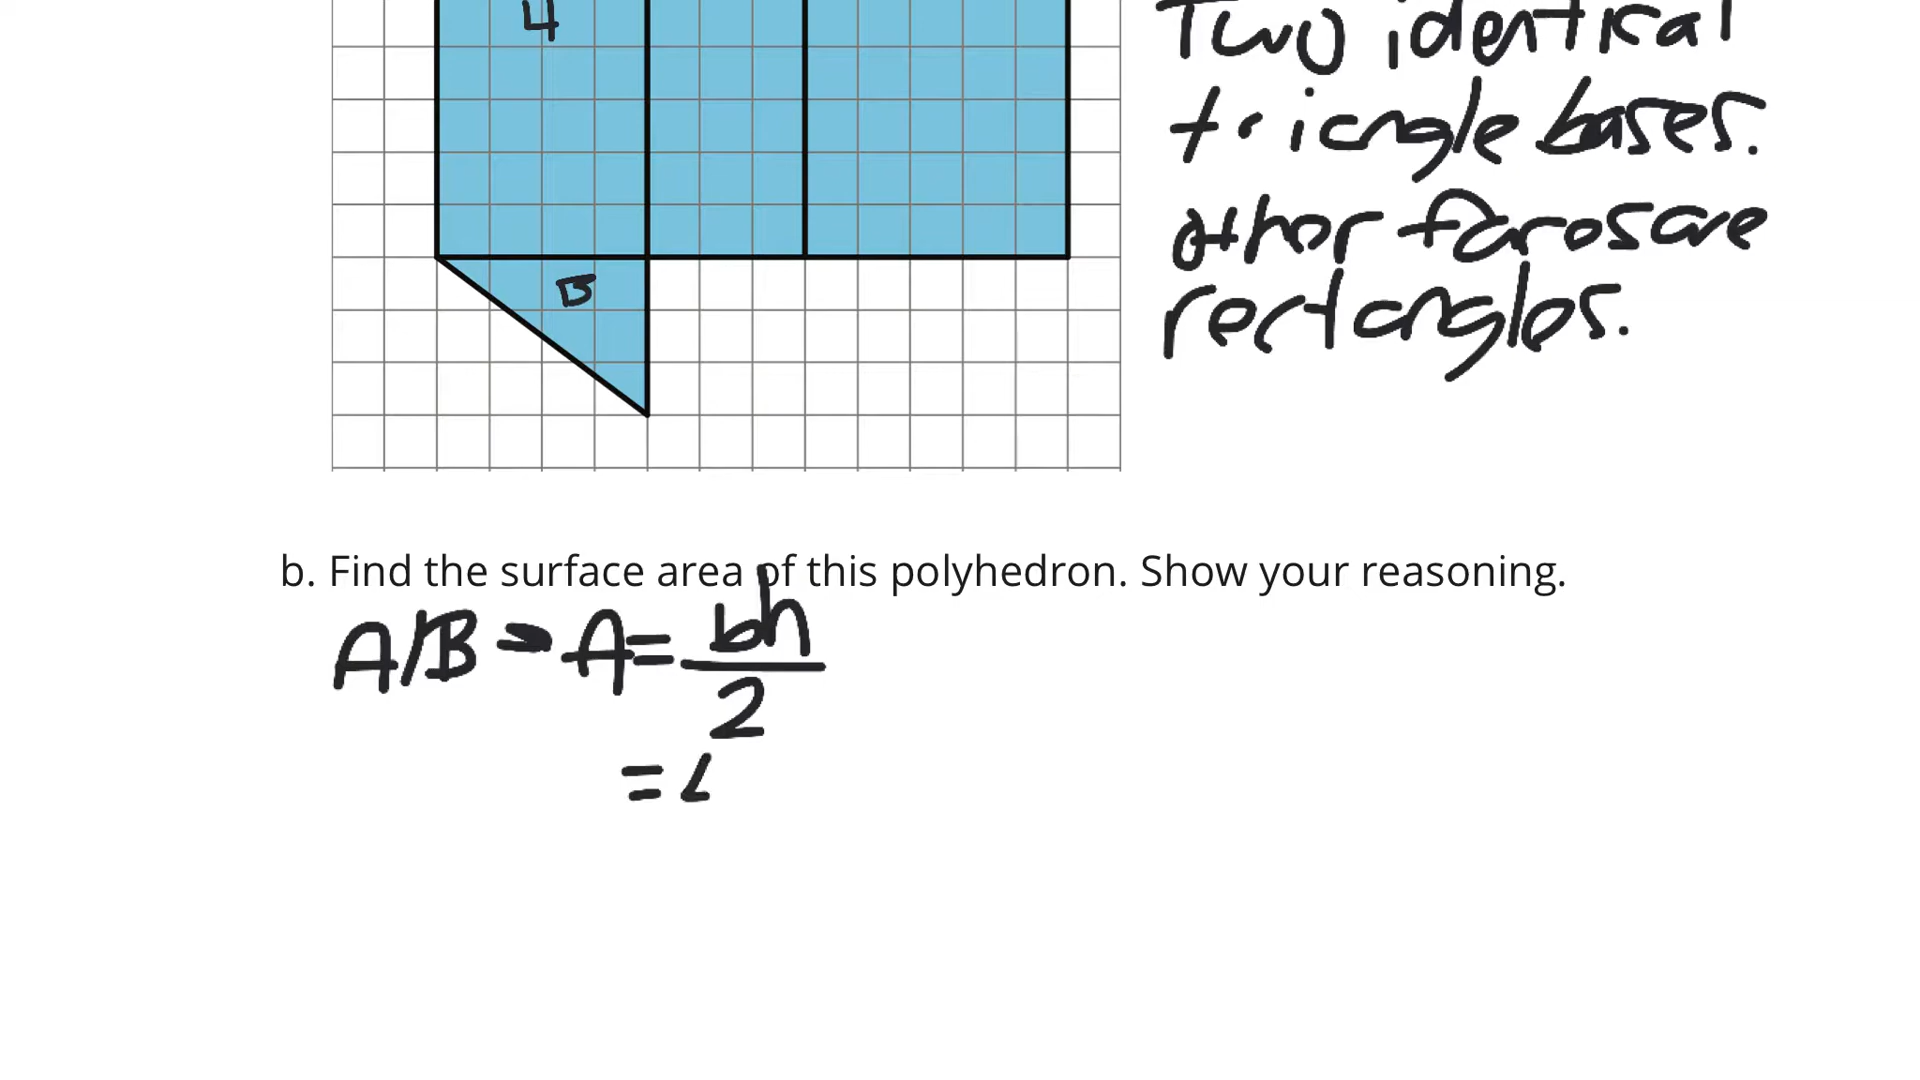 4
Two identical
triangle bases.
other faces are
rectangles.
B
b. Find the surface area of this polyhedron. Show your reasoning.
A/B → A = bh
2
=